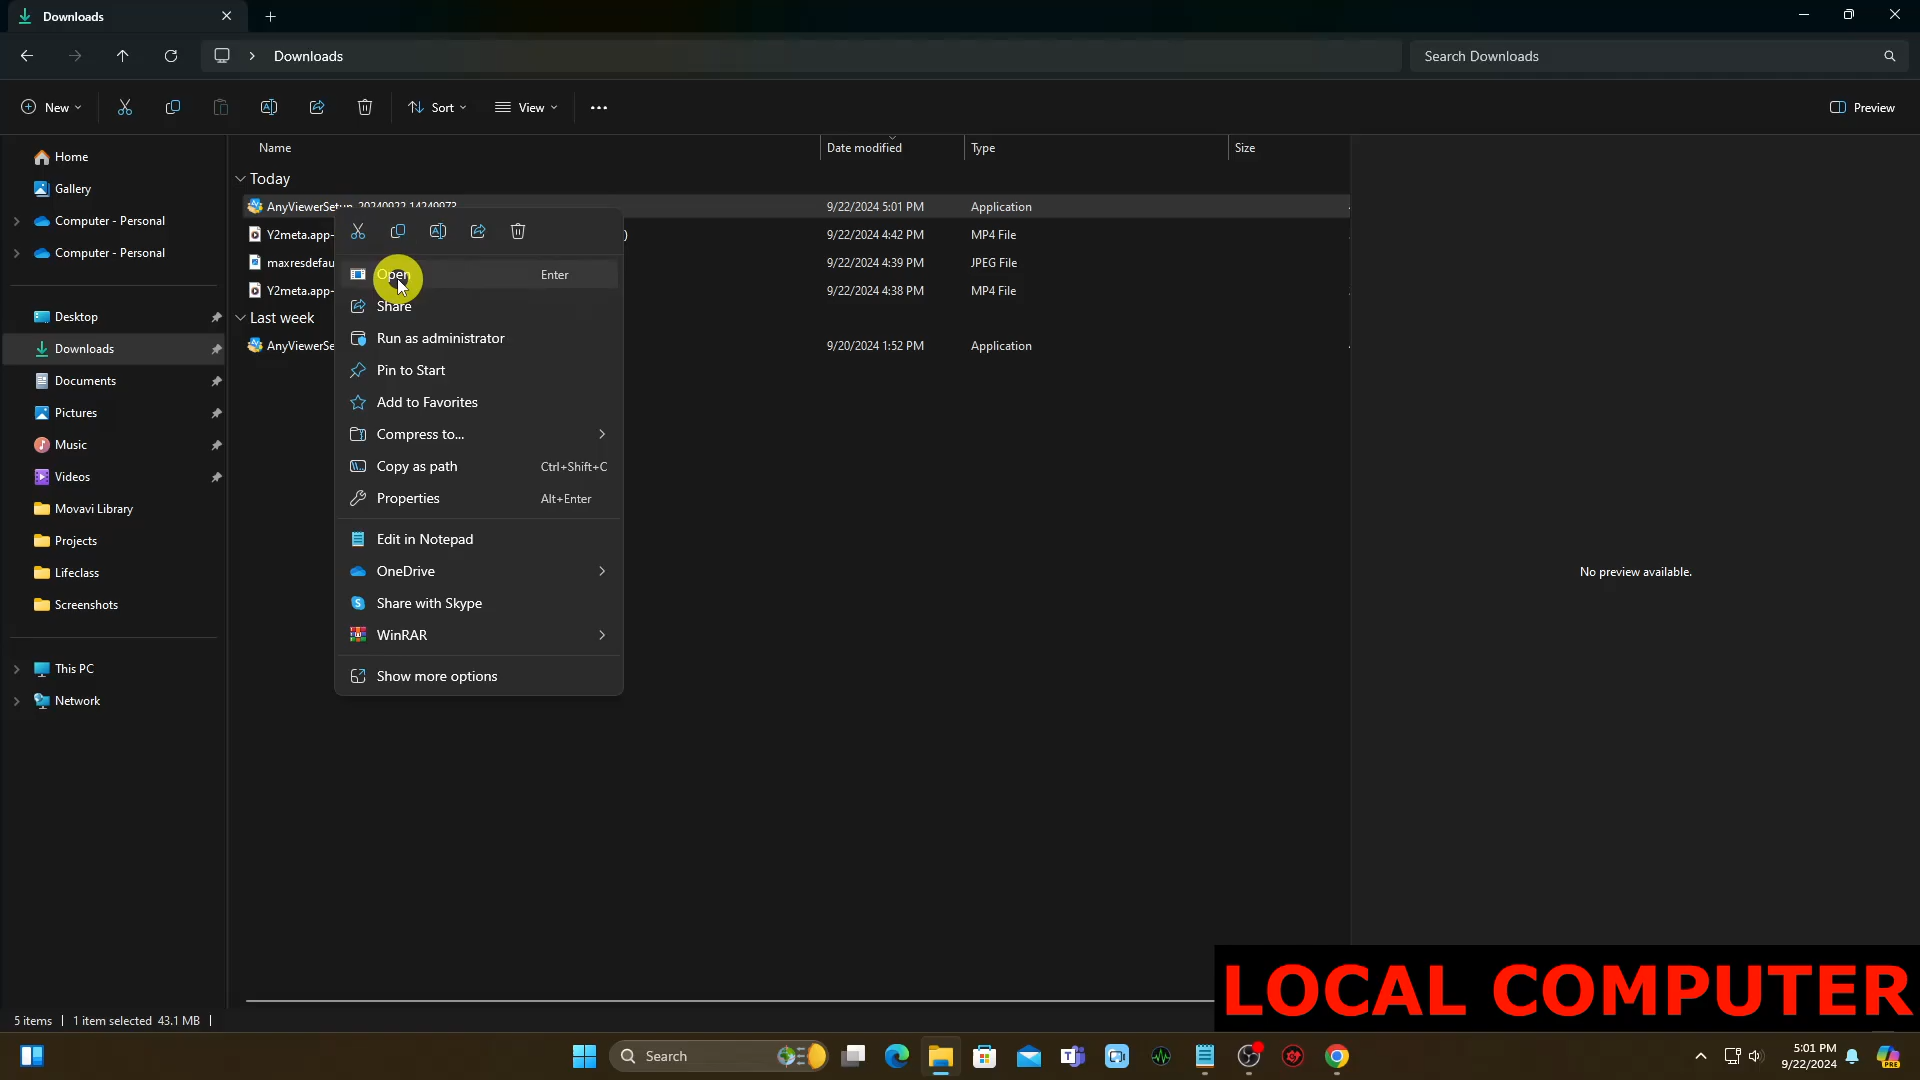 Downloads
Downloads
Search Downloads
New
Sort
View
Preview
Name
Date modified
Type
Size
Home
Gallery
Computer - Personal
Computer - Personal
Desktop
Downloads
Documents
Pictures
Music
Videos
Movavi Library
Projects
Lifeclass
Screenshots
This PC
Network
Today
AnyViewerSetup_20240922.14249973
9/22/2024 5:01 PM
Application
Y2meta.app-
)
9/22/2024 4:42 PM
MP4 File
maxresdefau
9/22/2024 4:39 PM
JPEG File
Y2meta.app-
9/22/2024 4:38 PM
MP4 File
Last week
AnyViewerSe
9/20/2024 1:52 PM
Application
Open
Enter
Share
Run as administrator
Pin to Start
Add to Favorites
Compress to...
Copy as path
Ctrl+Shift+C
Properties
Alt+Enter
Edit in Notepad
OneDrive
Share with Skype
WinRAR
Show more options
No preview available.
LOCAL COMPUTER
5 items
1 item selected 43.1 MB
Search
5:01 PM
9/22/2024
PRE